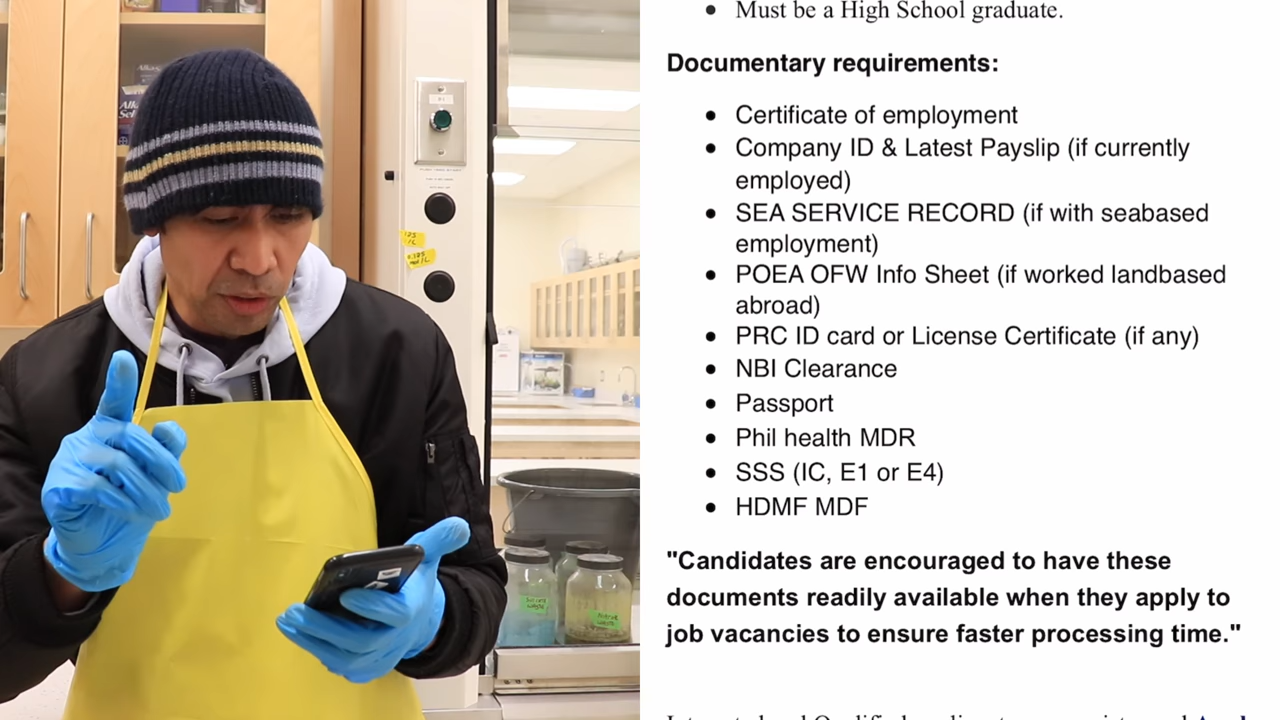 Must be a High School graduate.
Documentary requirements:
Certificate of employment
Company ID & Latest Payslip (if currently
employed)
SEA SERVICE RECORD (if with seabased
employment)
POEA OFW Info Sheet (if worked landbased
abroad)
PRC ID card or License Certificate (if any)
NBI Clearance
Passport
Phil health MDR
SSS (IC, E1 or E4)
HDMF MDF
"Candidates are encouraged to have these
documents readily available when they apply to
job vacancies to ensure faster processing time."